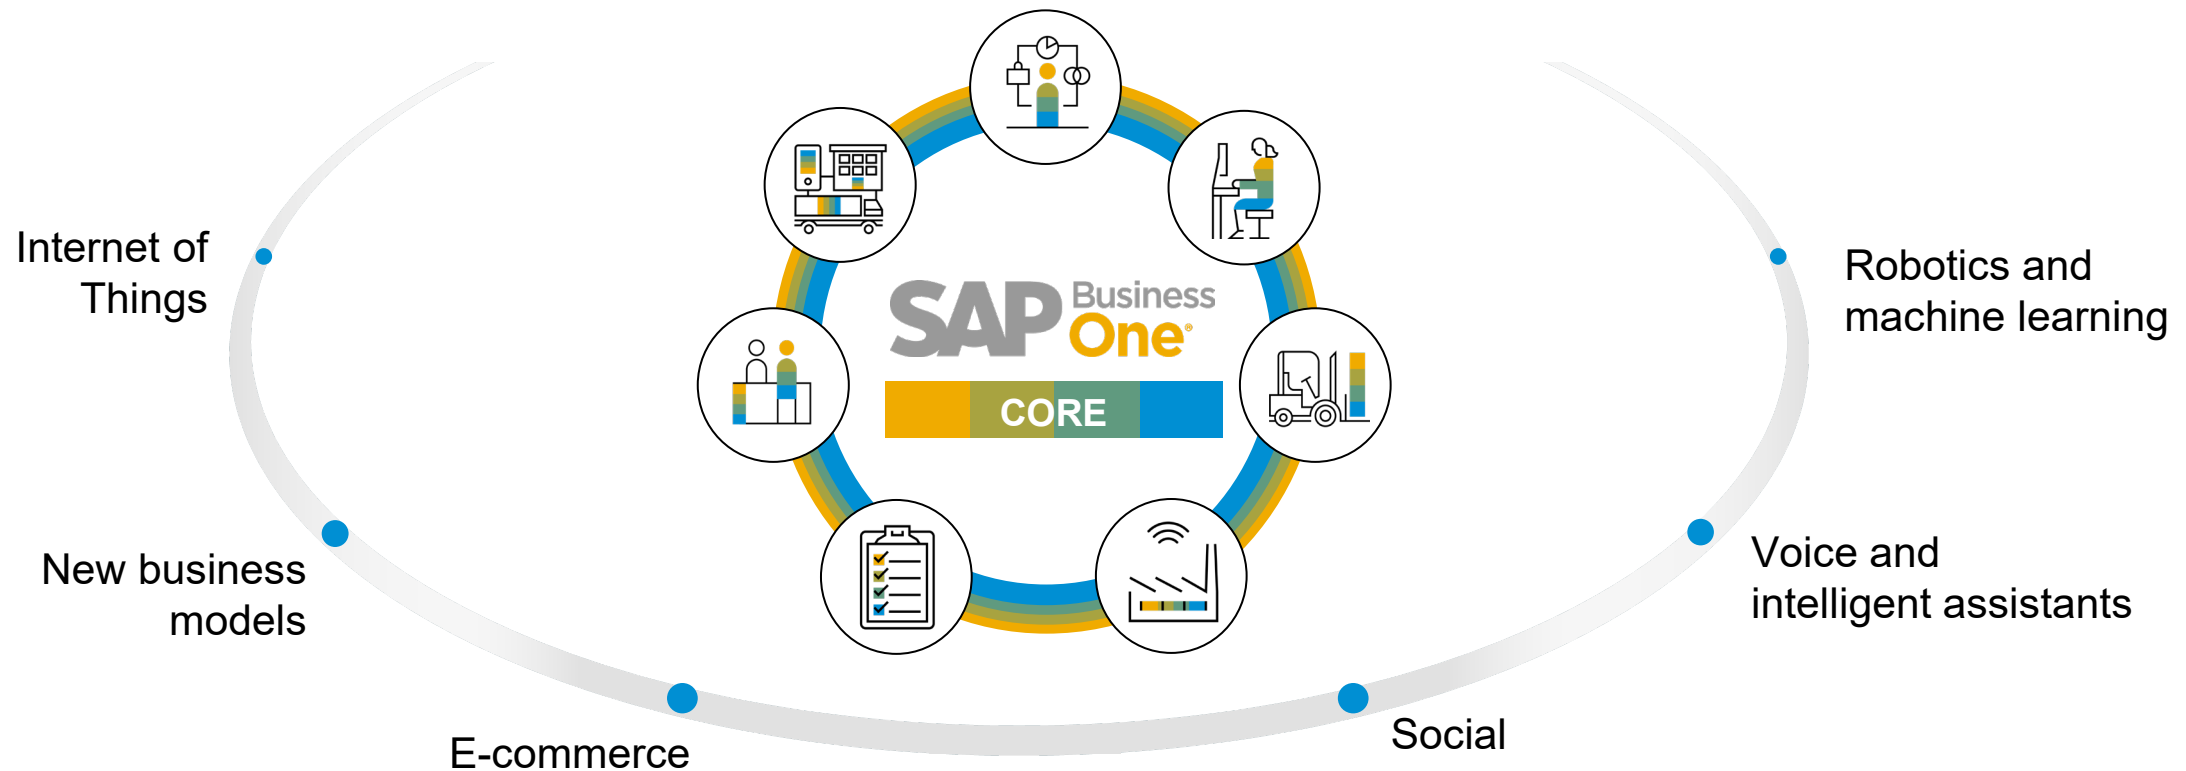 Internet of
Things
New business
models
E-commerce
SAP Business
One®
CORE
Robotics and
machine learning
Voice and
intelligent assistants
Social